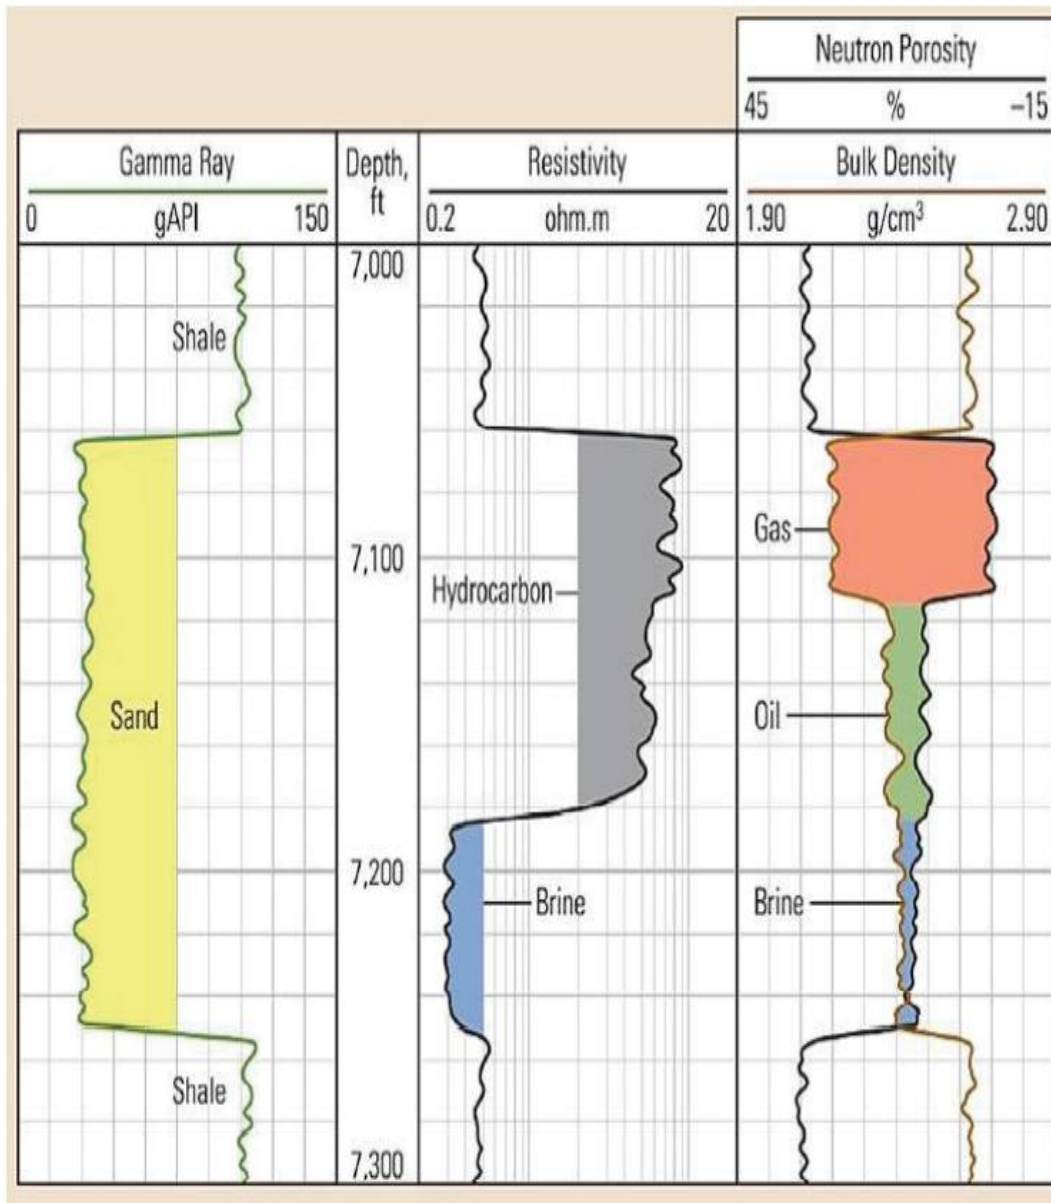 Neutron Porosity
45 % –15
Gamma Ray
0 gAPI 150
Depth,
ft
Resistivity
0.2 ohm.m 20
Bulk Density
1.90 g/cm³ 2.90
7,000
Shale
Gas
7,100
Hydrocarbon
Sand
Oil
7,200
Brine
Brine
Shale
7,300